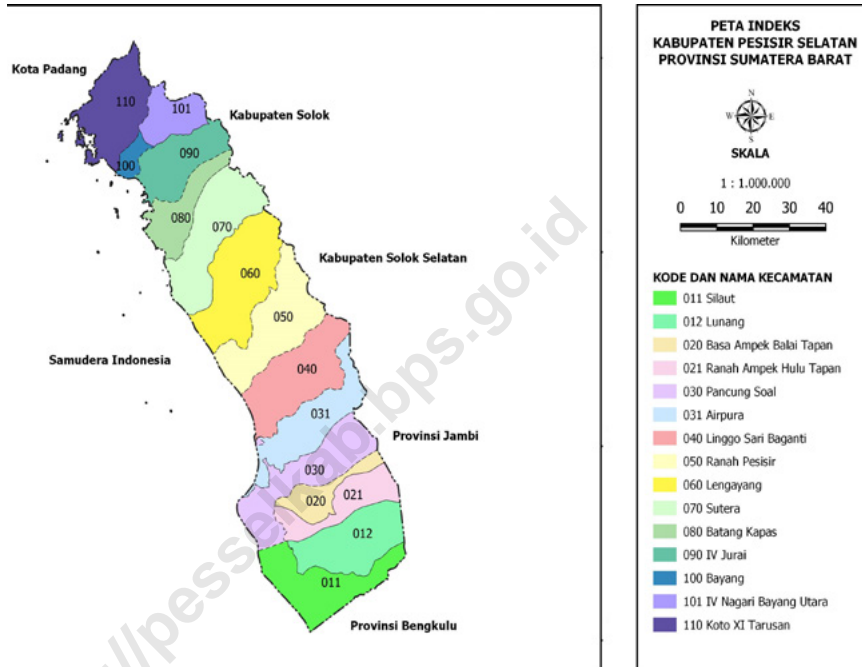 Kota Padang
110
101
Kabupaten Solok
090
100
080
070
060
Kabupaten Solok Selatan
050
Samudera Indonesia
040
031
Provinsi Jambi
030
020
021
012
011
Provinsi Bengkulu
//pesselkab.bps.go.id
PETA INDEKS
KABUPATEN PESISIR SELATAN
PROVINSI SUMATERA BARAT
N
W E
S
SKALA
1 : 1.000.000
0 10 20 30 40
Kilometer
KODE DAN NAMA KECAMATAN
011 Silaut
012 Lunang
020 Basa Ampek Balai Tapan
021 Ranah Ampek Hulu Tapan
030 Pancung Soal
031 Airpura
040 Linggo Sari Baganti
050 Ranah Pesisir
060 Lengayang
070 Sutera
080 Batang Kapas
090 IV Jurai
100 Bayang
101 IV Nagari Bayang Utara
110 Koto XI Tarusan